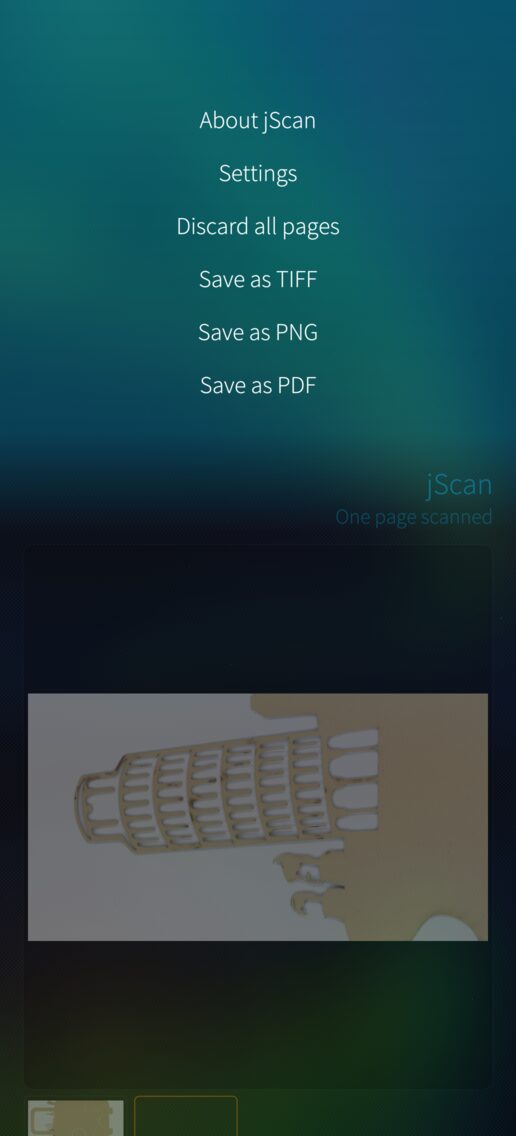 About jScan
Settings
Discard all pages
Save as TIFF
Save as PNG
Save as PDF
jScan
One page scanned